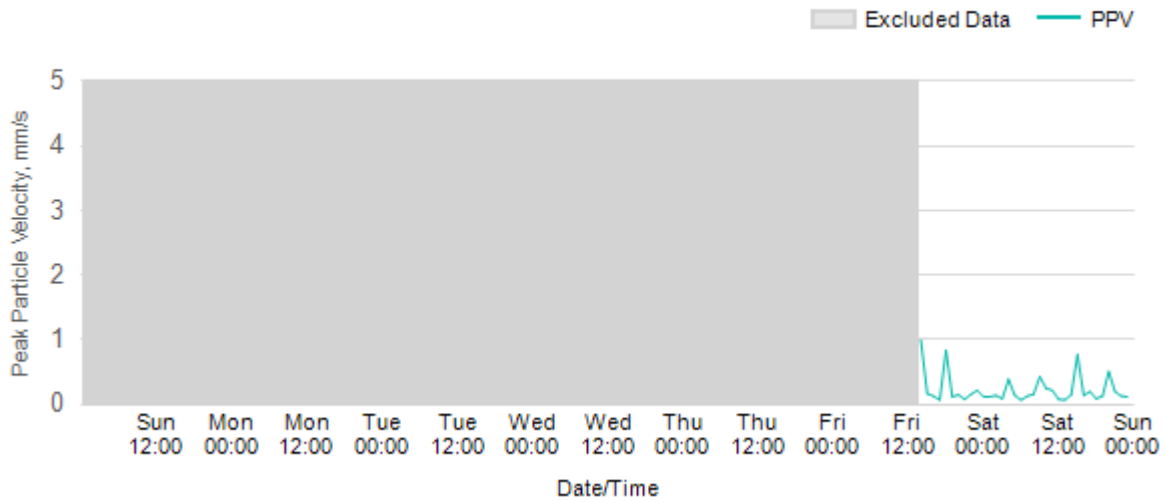 Excluded Data PPV
Peak Particle Velocity, mm/s
5
4
3
2
1
0
Sun Mon Mon Tue Tue Wed Wed Thu Thu Fri Fri Sat Sat Sun
12:00 00:00 12:00 00:00 12:00 00:00 12:00 00:00 12:00 00:00 12:00 00:00 12:00 00:00
Date/Time